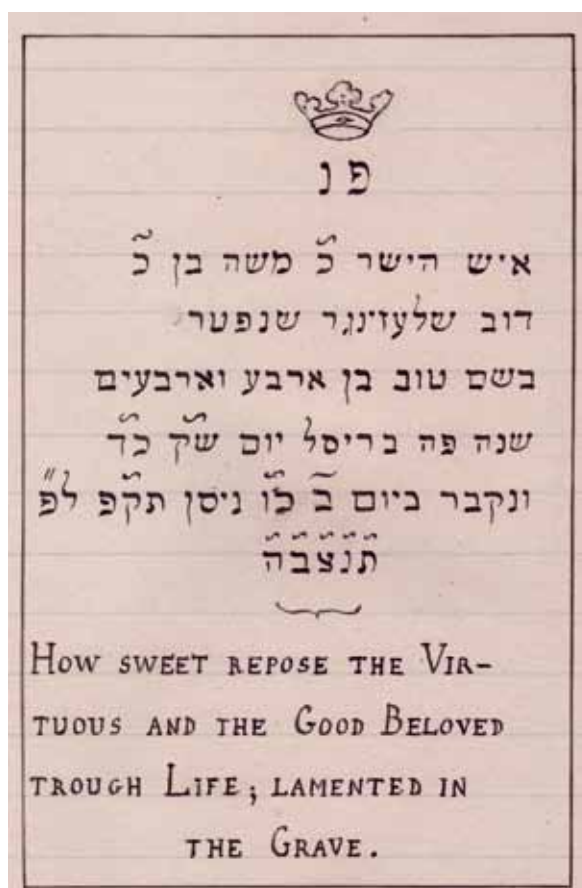 פ נ
איש הישר כ̃ משה בן כ̃
דוב שלעזינגר שנפטר
בשם טוב בן ארבע וארבעים
שנה פה בריסל יום ש̃ק̃ כ̃ד̃
ונקבר ביום ב̃ כ̃ו̃ ניסן תק̃פ̃ לפ״
ת̃נ̃צ̃ב̃ה̃
HOW SWEET REPOSE THE VIR-
TUOUS AND THE GOOD BELOVED
TROUGH LIFE; LAMENTED IN
THE GRAVE.